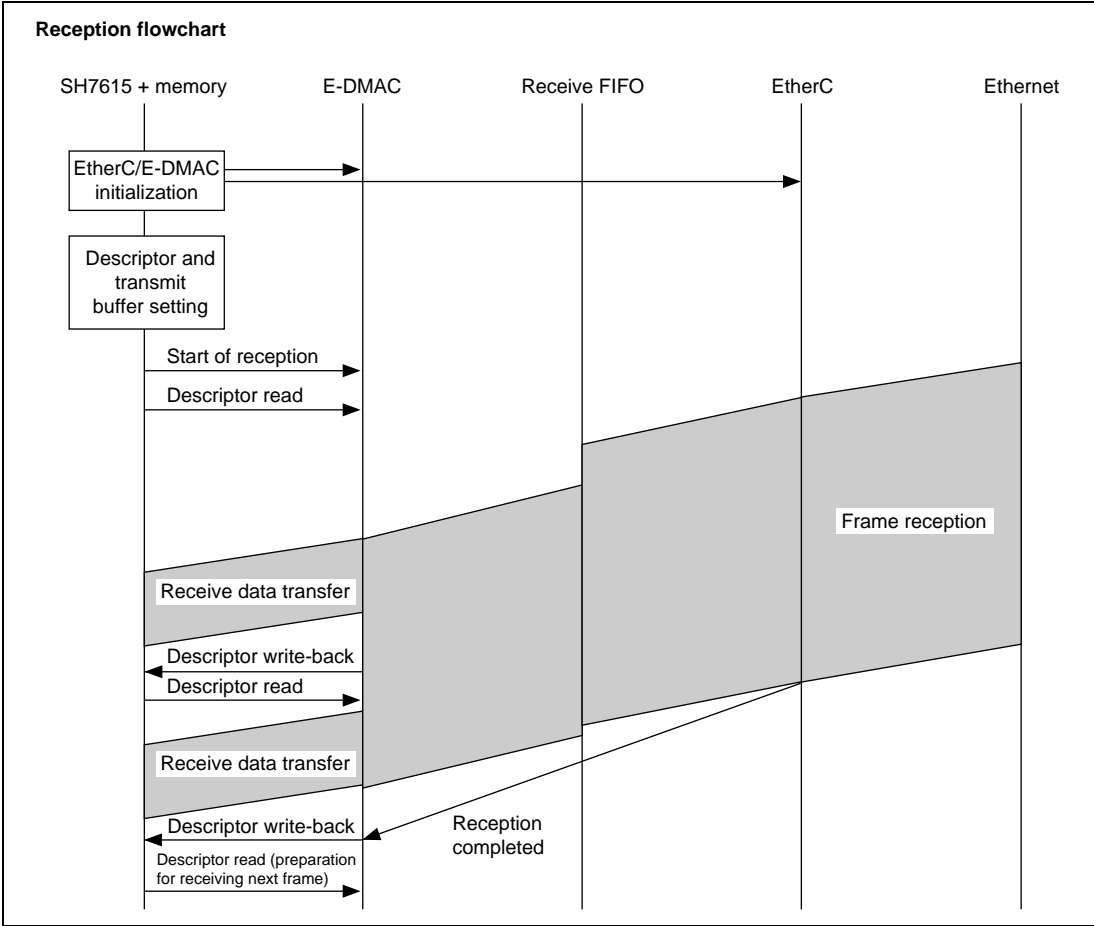 Reception flowchart
SH7615 + memory
E-DMAC
Receive FIFO
EtherC
Ethernet
EtherC/E-DMAC
initialization
Descriptor and
transmit
buffer setting
Start of reception
Descriptor read
Frame reception
Receive data transfer
Descriptor write-back
Descriptor read
Receive data transfer
Descriptor write-back
Reception
completed
Descriptor read (preparation
for receiving next frame)